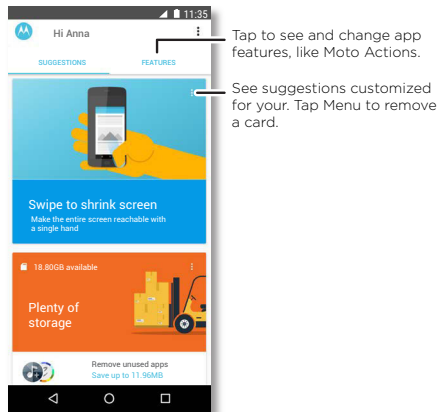 11:35
Hi Anna
SUGGESTIONS FEATURES
Tap to see and change app
features, like Moto Actions.
See suggestions customized
for your. Tap Menu to remove
a card.
Swipe to shrink screen
Make the entire screen reachable with
a single hand
18.80GB available
Plenty of
storage
Remove unused apps
Save up to 11.96MB